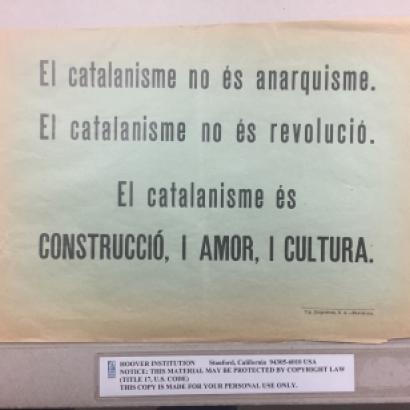 El catalanisme no és anarquisme.
El catalanisme no és revolució.
El catalanisme és
CONSTRUCCIÓ, I AMOR, I CULTURA.
HOOVER INSTITUTION Stanford, California 94305-6010 USA
NOTICE: THIS MATERIAL MAY BE PROTECTED BY COPYRIGHT LAW
(TITLE 17, U.S. CODE)
THIS COPY IS MADE FOR YOUR PERSONAL USE ONLY.